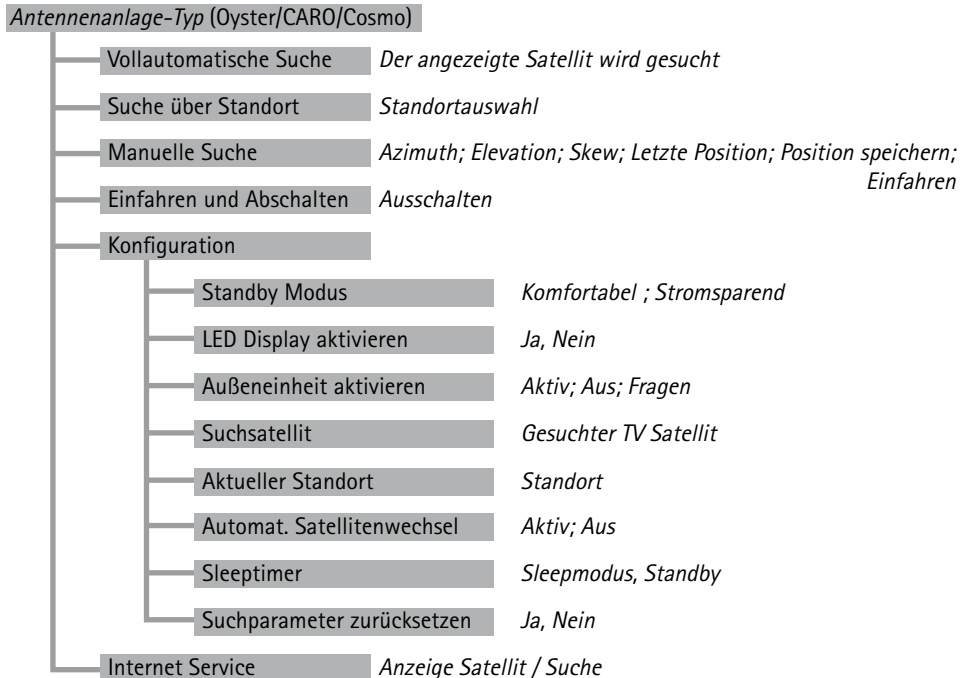 Antennenanlage-Typ (Oyster/CARO/Cosmo)
Vollautomatische Suche Der angezeigte Satellit wird gesucht
Suche über Standort Standortauswahl
Manuelle Suche Azimuth; Elevation; Skew; Letzte Position; Position speichern;
Einfahren
Einfahren und Abschalten Ausschalten
Konfiguration
Standby Modus Komfortabel ; Stromsparend
LED Display aktivieren Ja, Nein
Außeneinheit aktivieren Aktiv; Aus; Fragen
Suchsatellit Gesuchter TV Satellit
Aktueller Standort Standort
Automat. Satellitenwechsel Aktiv; Aus
Sleeptimer Sleepmodus, Standby
Suchparameter zurücksetzen Ja, Nein
Internet Service Anzeige Satellit / Suche